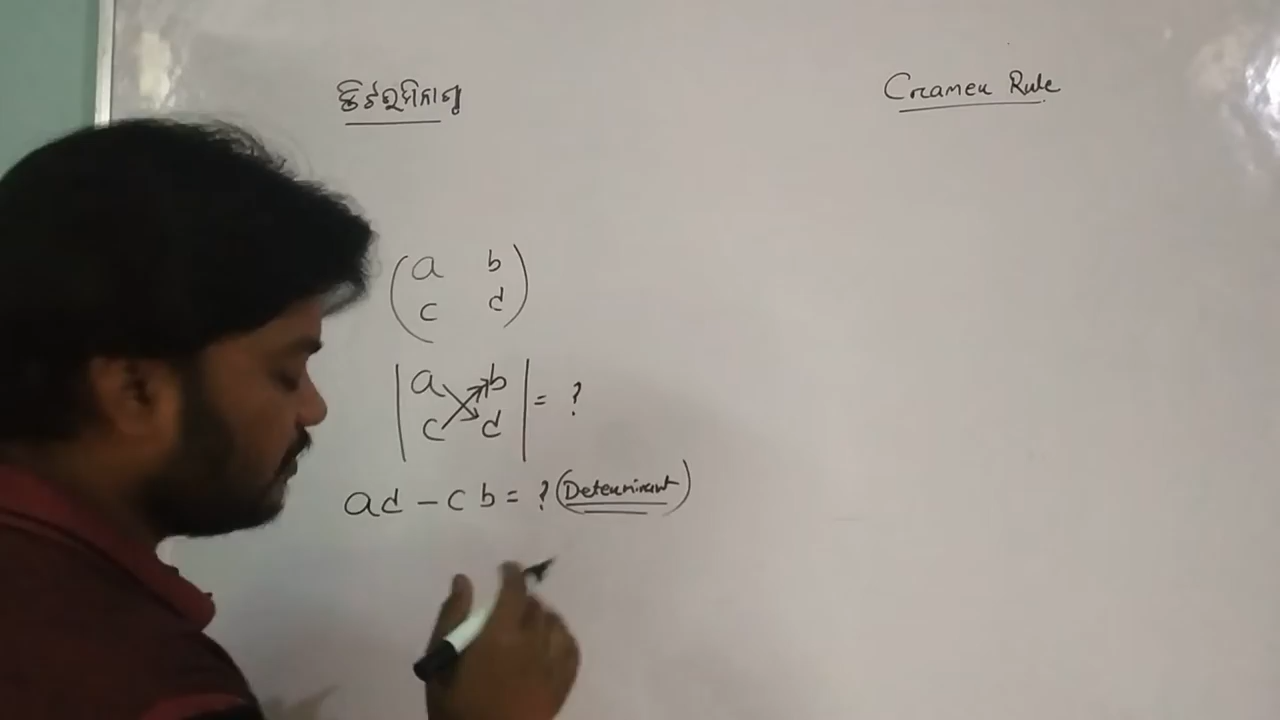 ଡିଟରମିନାଣ୍ଟ
Cramer Rule
a b
c d
a b
c d = ?
ad - cb = ? (Determinant)